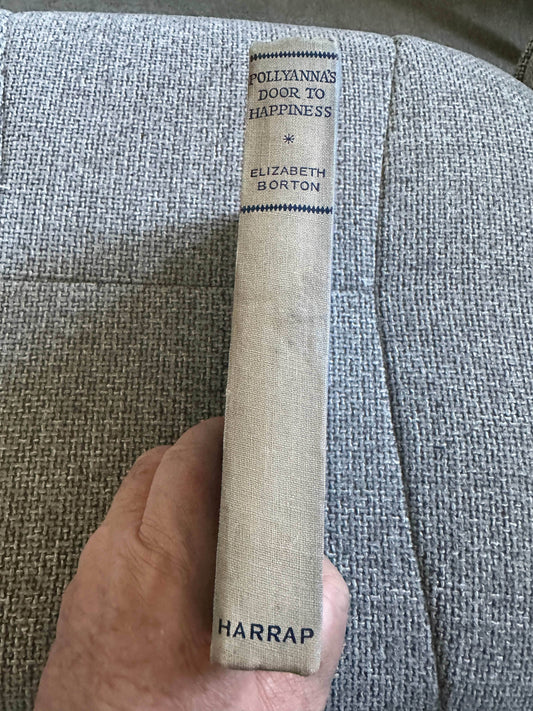 POLLYANNA'S
DOOR TO
HAPPINESS
*
ELIZABETH
BORTON
HARRAP